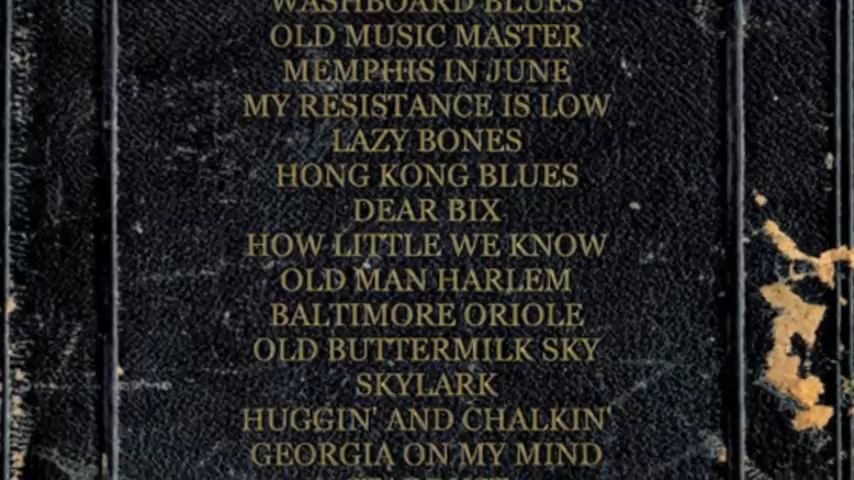 WASHBOARD BLUES
OLD MUSIC MASTER
MEMPHIS IN JUNE
MY RESISTANCE IS LOW
LAZY BONES
HONG KONG BLUES
DEAR BIX
HOW LITTLE WE KNOW
OLD MAN HARLEM
BALTIMORE ORIOLE
OLD BUTTERMILK SKY
SKYLARK
HUGGIN' AND CHALKIN'
GEORGIA ON MY MIND